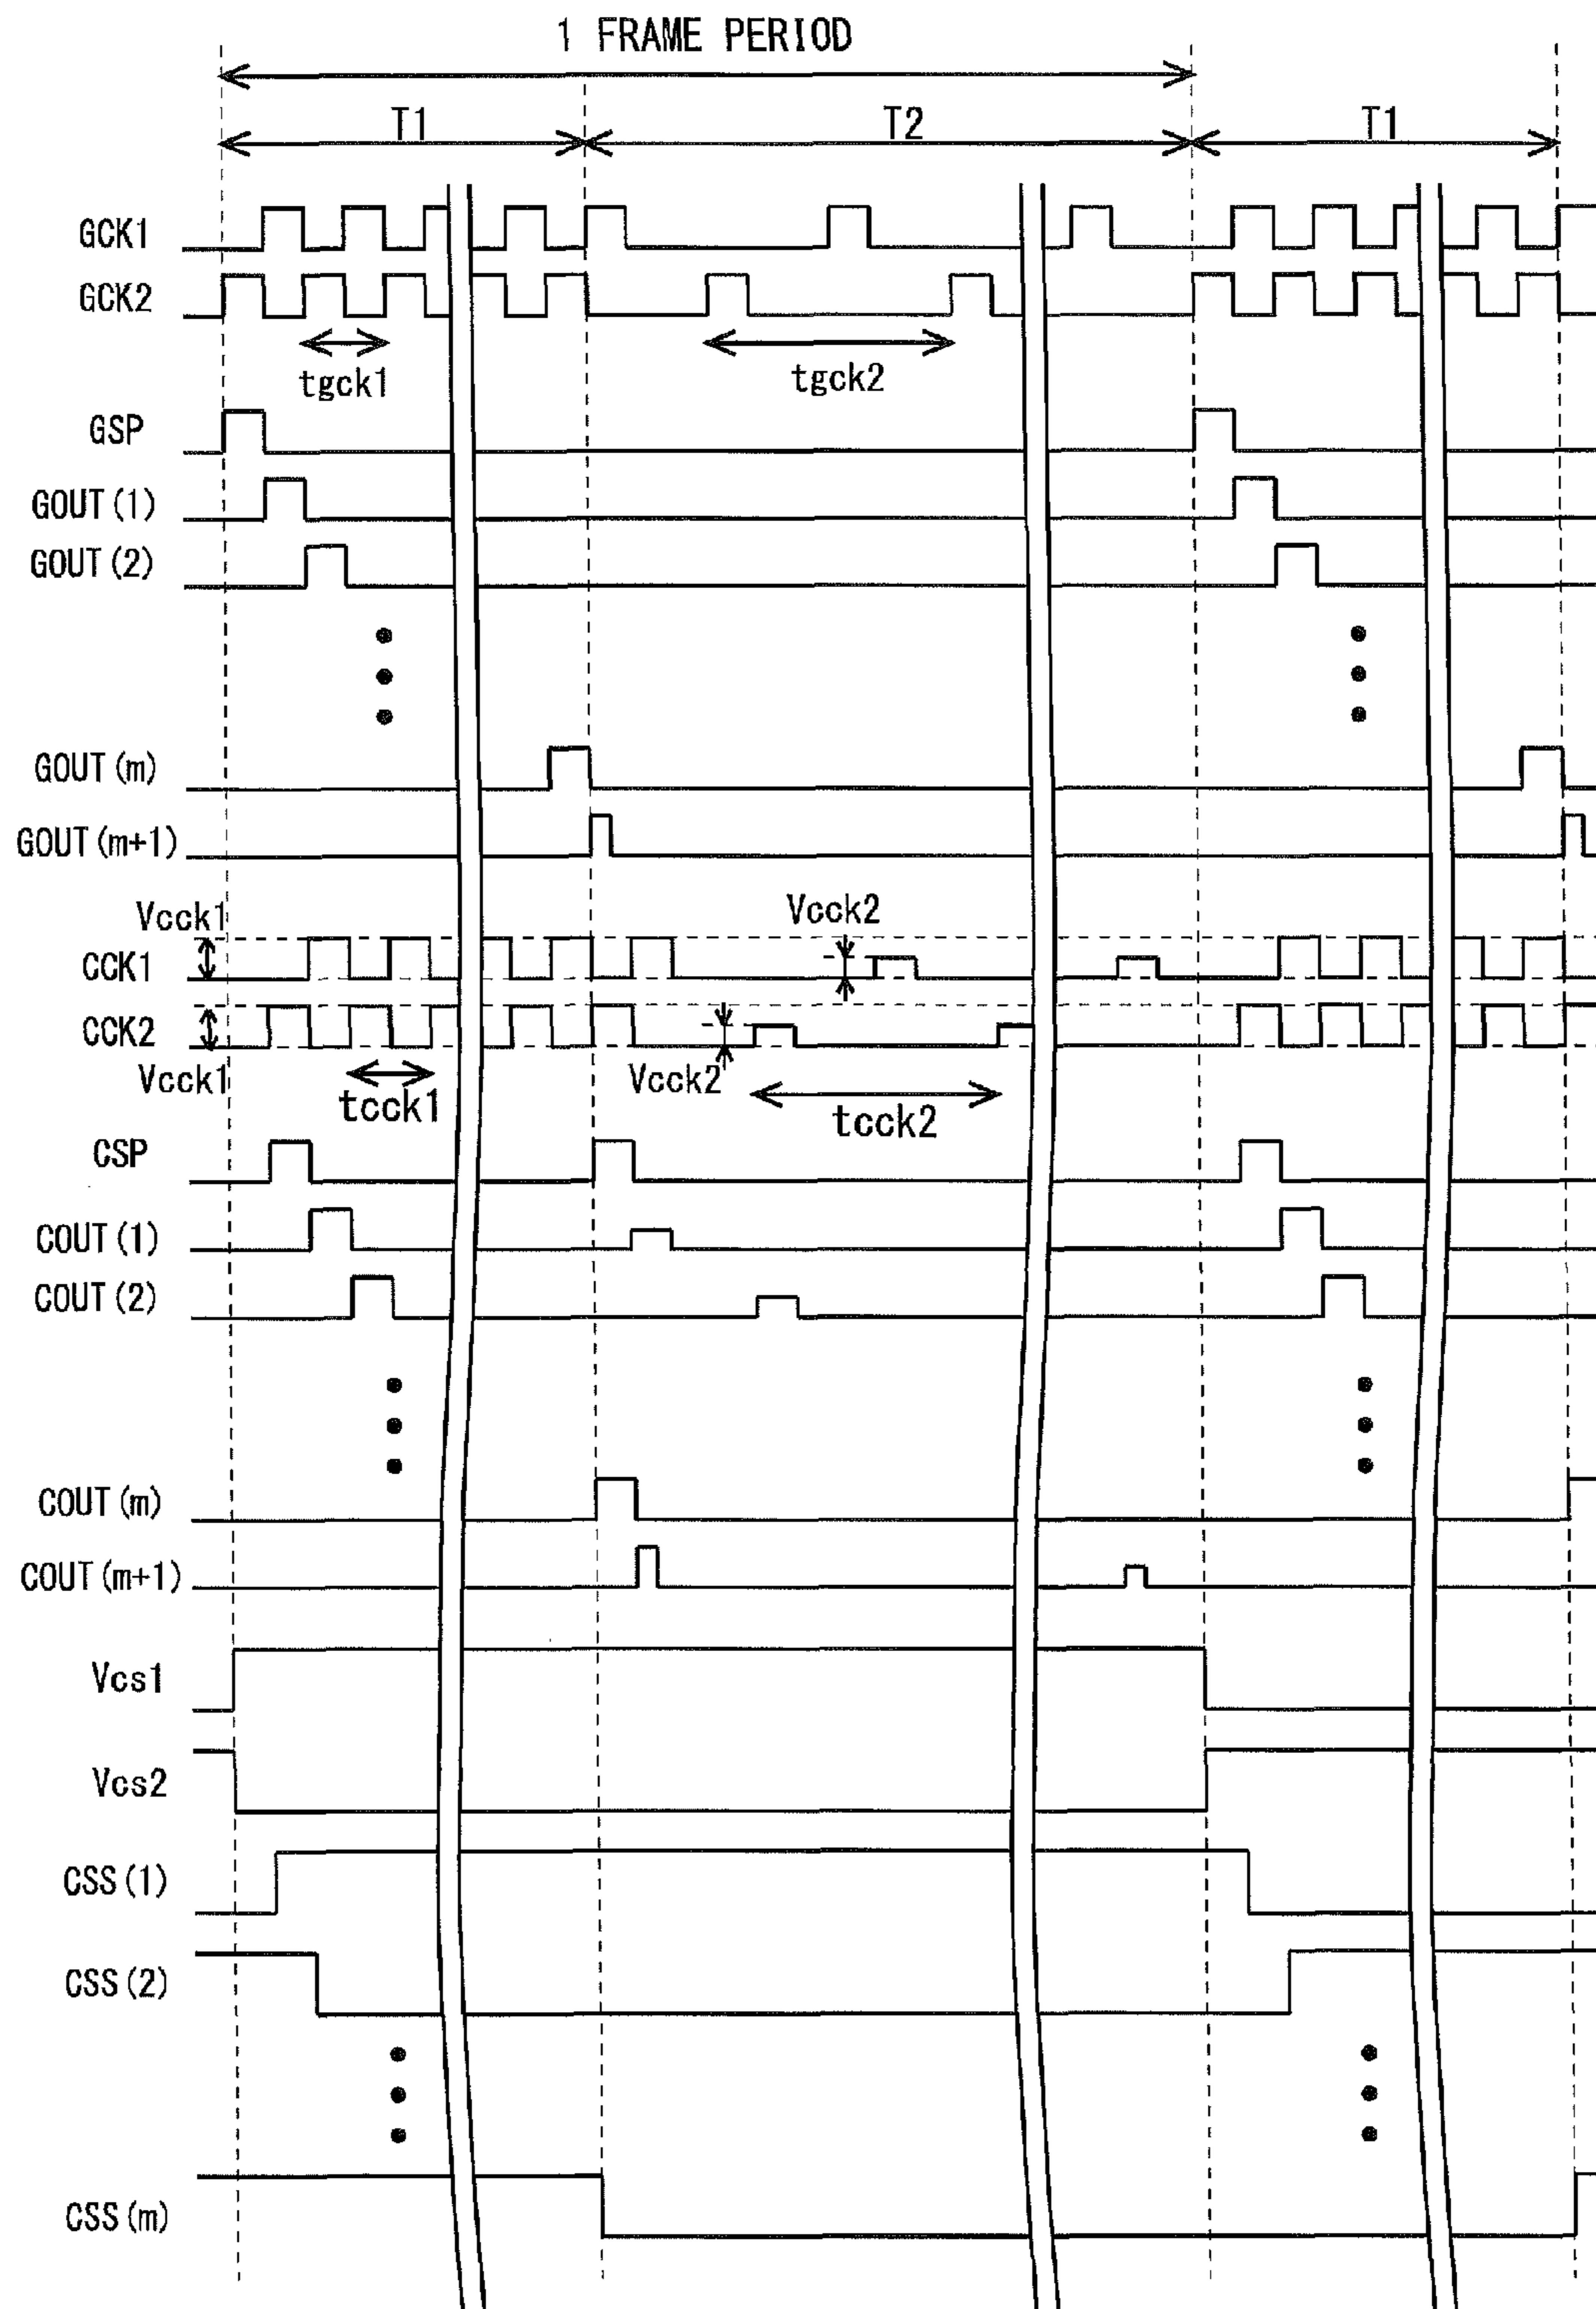 1 FRAME PERIOD
T1 T2 T1
GCK1
GCK2
tgck1 tgck2
GSP
GOUT(1)
GOUT(2)
GOUT(m)
GOUT(m+1)
Vcck1 Vcck2
CCK1
CCK2
Vcck1 Vcck2
tcck1 tcck2
CSP
COUT(1)
COUT(2)
COUT(m)
COUT(m+1)
Vcs1
Vcs2
CSS(1)
CSS(2)
CSS(m)